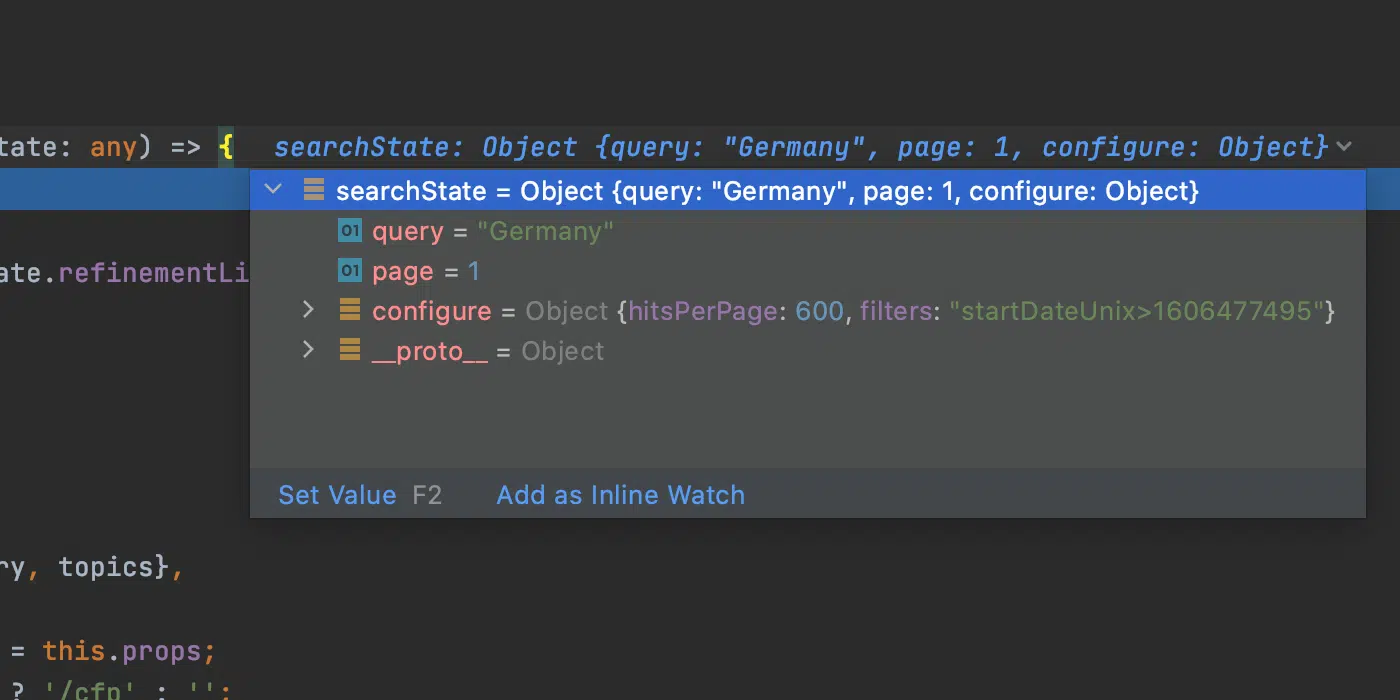 tate: any) => { searchState: Object {query: "Germany", page: 1, configure: Object}
searchState = Object {query: "Germany", page: 1, configure: Object}
01 query = "Germany"
ate.refinementLi
01 page = 1
configure = Object {hitsPerPage: 600, filters: "startDateUnix>1606477495"}
__proto__ = Object
Set Value F2 Add as Inline Watch
ry, topics},
= this.props;
? '/cfp' : '';